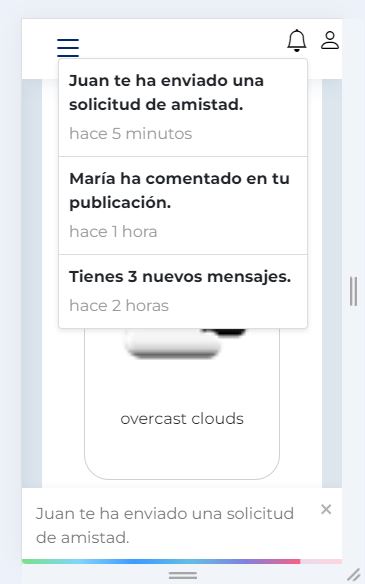 Juan te ha enviado una
solicitud de amistad.
hace 5 minutos
María ha comentado en tu
publicación.
hace 1 hora
Tienes 3 nuevos mensajes.
hace 2 horas
overcast clouds
Juan te ha enviado una solicitud
de amistad.